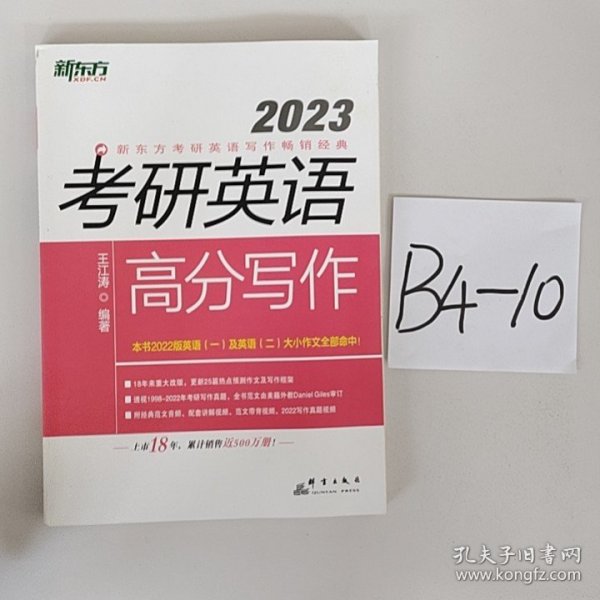 新东方
XDF.CN
2023
新东方考研英语写作畅销经典
考研英语
王江涛 编著
高分写作
本书2022版英语（一）及英语（二）大小作文全部命中！
18年来重大改版，更新25篇热点预测作文及写作框架
透视1998-2022年考研写作真题，全书范文由美籍外教Daniel Giles审订
附经典范文音频、配套讲解视频、范文带背视频、2022写作真题视频
上市18年，累计销售近500万册！
群言出版社
QUNYAN PRESS
B4-10
孔夫子旧书网
www.kongfz.com